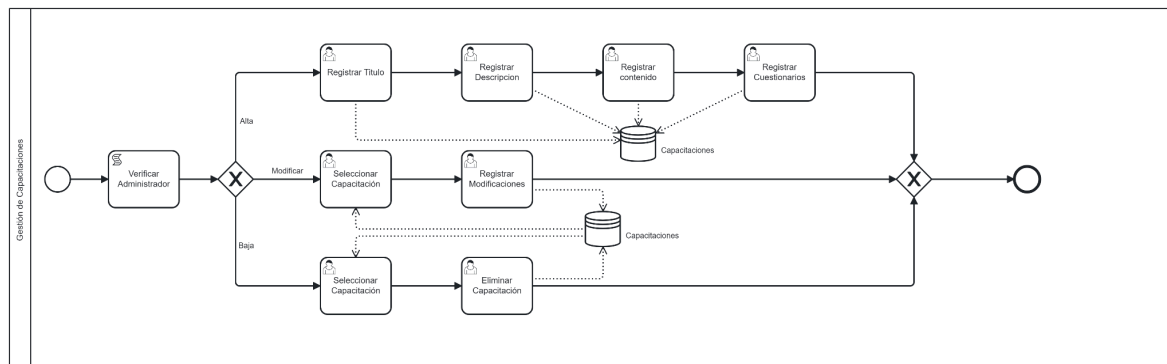 Gestión de Capacitaciones
Registrar Titulo
Registrar
Descripcion
Registrar
contenido
Registrar
Cuestionarios
Alta
Capacitaciones
Verificar
Administrador
Modificar
Seleccionar
Capacitación
Registrar
Modificaciones
Capacitaciones
Baja
Seleccionar
Capacitación
Eliminar
Capacitación